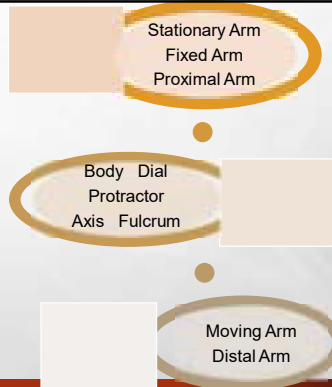 Stationary Arm
Fixed Arm
Proximal Arm
Body Dial
Protractor
Axis Fulcrum
Moving Arm
Distal Arm